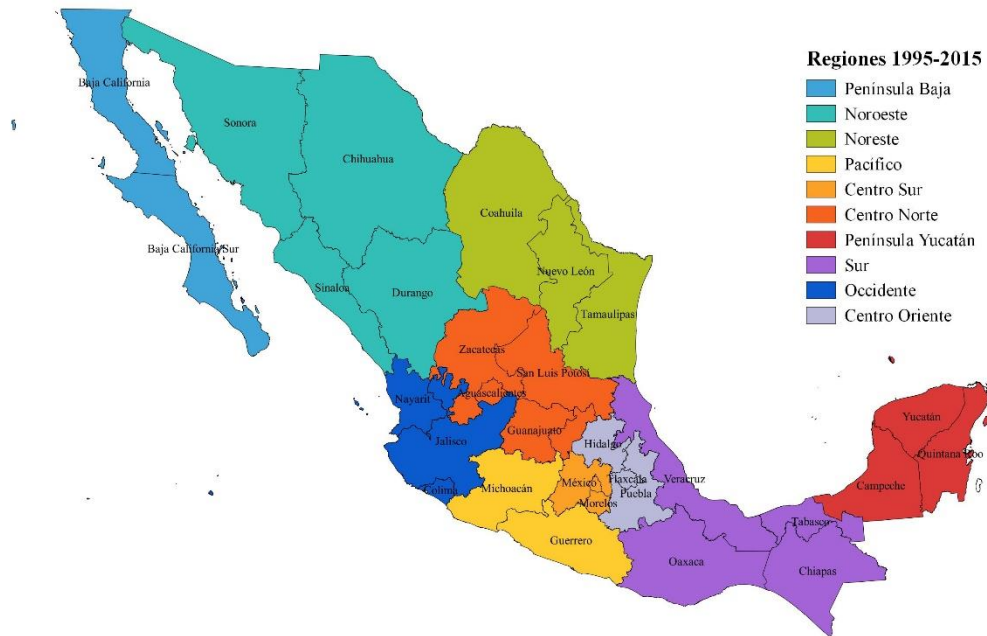 Regiones 1995-2015
Península Baja
Noroeste
Noreste
Pacífico
Centro Sur
Centro Norte
Península Yucatán
Sur
Occidente
Centro Oriente
Baja California
Sonora
Chihuahua
Coahuila
Baja California Sur
Nuevo León
Sinaloa
Durango
Tamaulipas
Zacatecas
San Luis Potosí
Aguascalientes
Nayarit
Guanajuato
Jalisco
Hidalgo
Yucatán
Quintana Roo
Colima
Michoacán
México
Tlaxcala
Puebla
Veracruz
Campeche
Morelos
Tabasco
Guerrero
Oaxaca
Chiapas